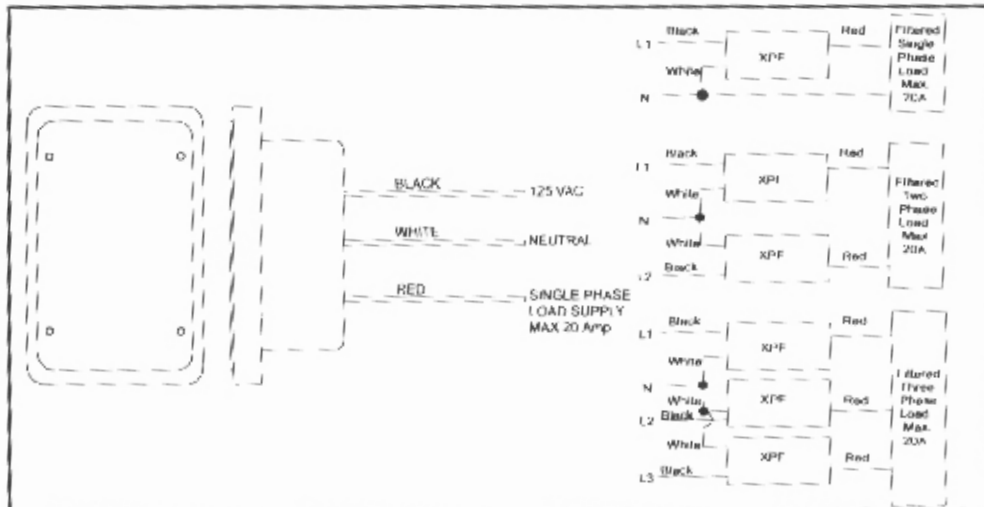 BLACK
125 VAC
WHITE
NEUTRAL
RED
SINGLE PHASE
LOAD SUPPLY
MAX 20 Amp
Black
Red
L1
XPF
White
N
Filtered
Single
Phase
Load
Max.
20A
Black
Red
L1
XPF
White
N
White
XPF
Red
L2
Black
Filtered
Two
Phase
Load
Max
20A
Black
Red
L1
XPF
White
N
White
XPF
Red
L2
Black
White
XPF
Red
L3
Black
Filtered
Three
Phase
Load
Max.
20A